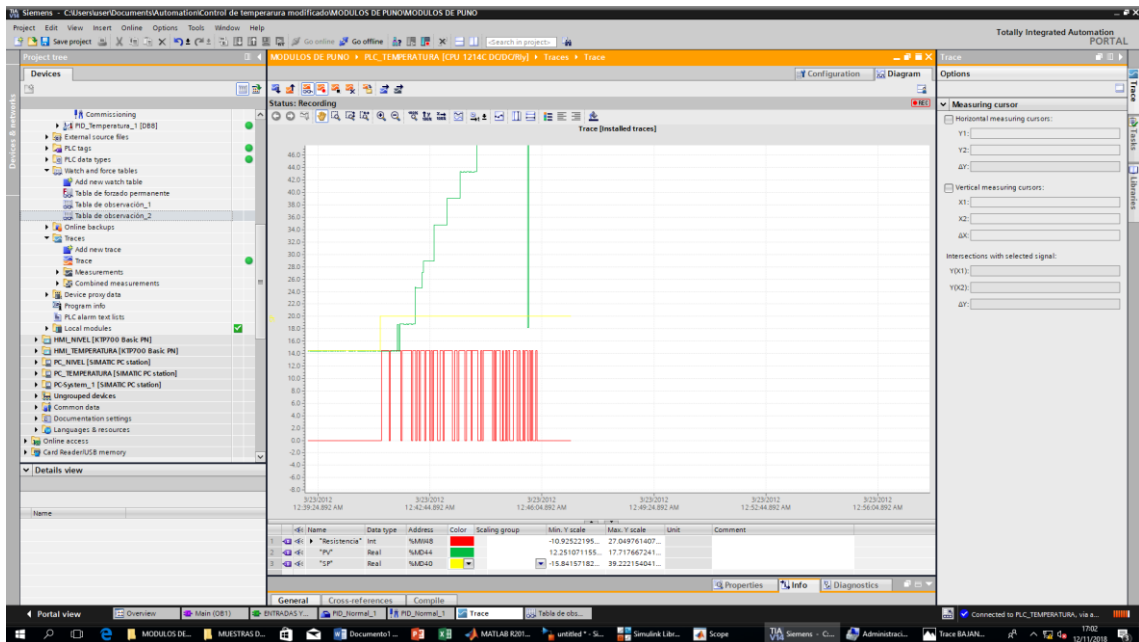 Siemens - C:\Users\user\Documents\Automation\Control de temperarura modificado\MODULOS DE PUNO\MODULOS DE PUNO
Project Edit View Insert Online Options Tools Window Help
Save project Go online Go offline <Search in project>
Totally Integrated Automation
PORTAL
Project tree
Devices
Commissioning
PID_Temperatura_1 [DB8]
External source files
PLC tags
PLC data types
Watch and force tables
Add new watch table
Tabla de forzado permanente
Tabla de observación_1
Tabla de observación_2
Online backups
Traces
Add new trace
Trace
Measurements
Combined measurements
Device proxy data
Program info
PLC alarm text lists
Local modules
HMI_NIVEL [KTP700 Basic PN]
HMI_TEMPERATURA [KTP700 Basic PN]
PC_NIVEL [SIMATIC PC station]
PC_TEMPERATURA [SIMATIC PC station]
PC-System_1 [SIMATIC PC station]
Ungrouped devices
Common data
Documentation settings
Languages & resources
Online access
Card Reader/USB memory
Details view
Name
Devices & networks
MODULOS DE PUNO PLC_TEMPERATURA [CPU 1214C DC/DC/Rly] Traces Trace
Configuration Diagram
Status: Recording
REC
Trace [Installed traces]
46.0
44.0
42.0
40.0
38.0
36.0
34.0
32.0
30.0
28.0
26.0
24.0
22.0
20.0
18.0
16.0
14.0
12.0
10.0
8.0
6.0
4.0
2.0
0.0
-2.0
-4.0
-6.0
-8.0
3/23/2012 3/23/2012 3/23/2012 3/23/2012 3/23/2012 3/23/2012
12:39:24.892 AM 12:42:44.892 AM 12:46:04.892 AM 12:49:24.892 AM 12:52:44.892 AM 12:56:04.892 AM
Name Data type Address Color Scaling group Min. Y scale Max. Y scale Unit Comment
1 "Resistencia" Int %MW48 -10.92522195... 27.049761407...
2 "PV" Real %MD44 12.251071155... 17.717667241...
3 "SP" Real %MD40 -15.84157182... 39.222154041...
Properties Info Diagnostics
General Cross-references Compile
Trace
Options
Measuring cursor
Horizontal measuring cursors:
Y1:
Y2:
ΔY:
Vertical measuring cursors:
X1:
X2:
ΔX:
Intersections with selected signal:
Y(X1):
Y(X2):
ΔY:
Trace
Tasks
Libraries
Portal view Overview Main (OB1) ENTRADAS Y... PID_Normal_1 PID_Normal_1 Trace Tabla de obs...
Connected to PLC_TEMPERATURA, via a...
MODULOS DE... MUESTRAS D... Documento1 ... MATLAB R201... untitled * - Si... Simulink Libr... Scope Siemens - C:... Administraci... Trace BAJAN...
17:02
12/11/2018